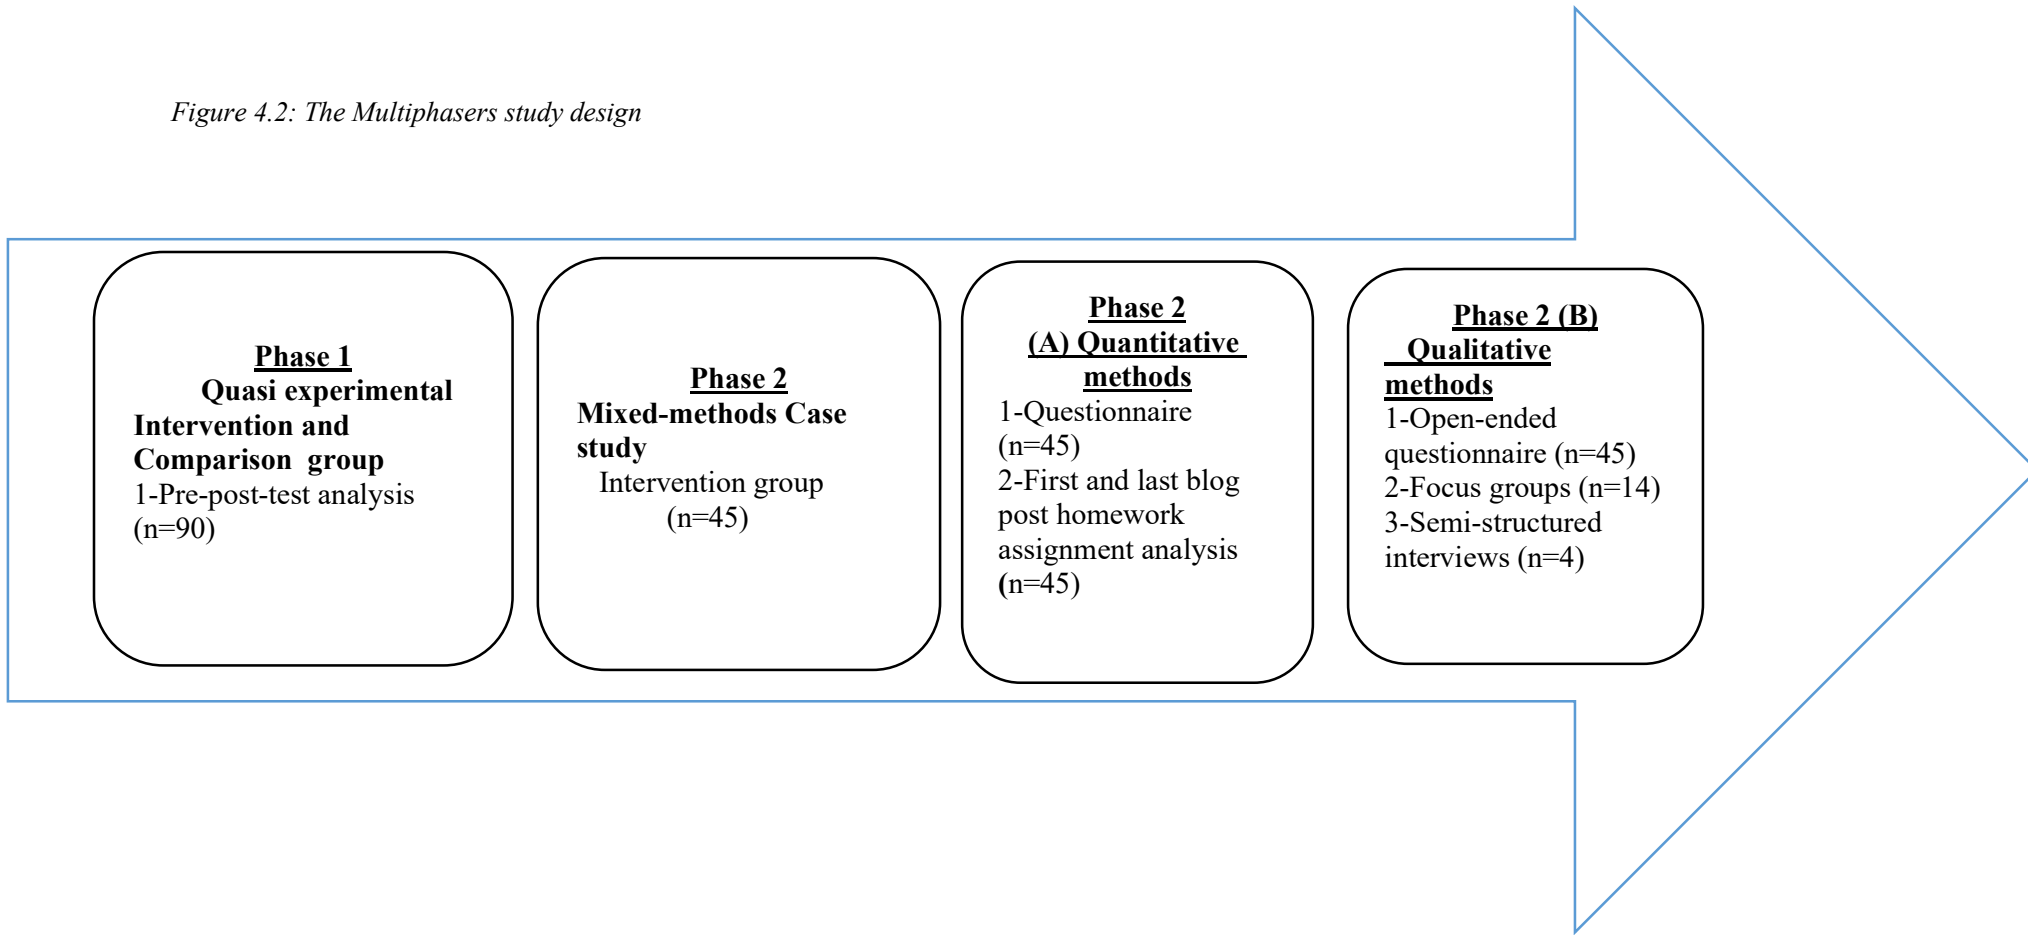 Figure 4.2: The Multiphasers study design
Phase 1
Quasi experimental
Intervention and
Comparison group
1-Pre-post-test analysis
(n=90)
Phase 2
Mixed-methods Case
study
Intervention group
(n=45)
Phase 2
(A) Quantitative
methods
1-Questionnaire
(n=45)
2-First and last blog
post homework
assignment analysis
(n=45)
Phase 2 (B)
Qualitative
methods
1-Open-ended
questionnaire (n=45)
2-Focus groups (n=14)
3-Semi-structured
interviews (n=4)